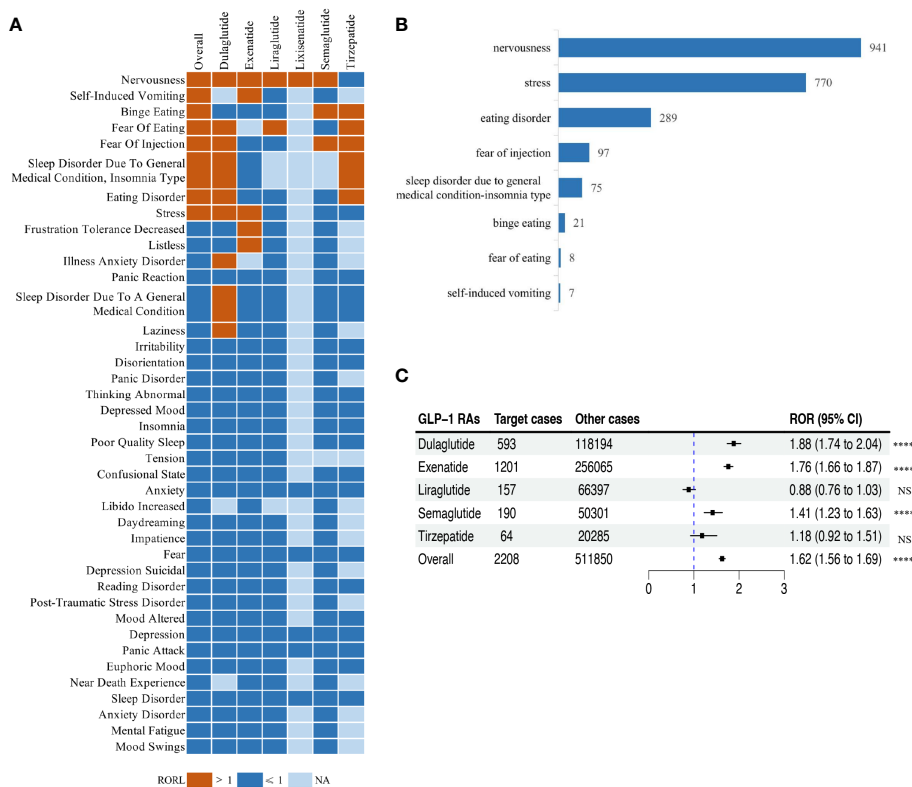 A
Overall
Dulaglutide
Exenatide
Liraglutide
Lixisenatide
Semaglutide
Tirzepatide
Nervousness
Self-Induced Vomiting
Binge Eating
Fear Of Eating
Fear Of Injection
Sleep Disorder Due To General
Medical Condition, Insomnia Type
Eating Disorder
Stress
Frustration Tolerance Decreased
Listless
Illness Anxiety Disorder
Panic Reaction
Sleep Disorder Due To A General
Medical Condition
Laziness
Irritability
Disorientation
Panic Disorder
Thinking Abnormal
Depressed Mood
Insomnia
Poor Quality Sleep
Tension
Confusional State
Anxiety
Libido Increased
Daydreaming
Impatience
Fear
Depression Suicidal
Reading Disorder
Post-Traumatic Stress Disorder
Mood Altered
Depression
Panic Attack
Euphoric Mood
Near Death Experience
Sleep Disorder
Anxiety Disorder
Mental Fatigue
Mood Swings
RORL > 1 ≤ 1 NA
B
nervousness 941
stress 770
eating disorder 289
fear of injection 97
sleep disorder due to general
medical condition-insomnia type 75
binge eating 21
fear of eating 8
self-induced vomiting 7
C
GLP-1 RAs Target cases Other cases ROR (95% CI)
Dulaglutide 593 118194 1.88 (1.74 to 2.04) ****
Exenatide 1201 256065 1.76 (1.66 to 1.87) ****
Liraglutide 157 66397 0.88 (0.76 to 1.03) NS
Semaglutide 190 50301 1.41 (1.23 to 1.63) ****
Tirzepatide 64 20285 1.18 (0.92 to 1.51) NS
Overall 2208 511850 1.62 (1.56 to 1.69) ****
0 1 2 3